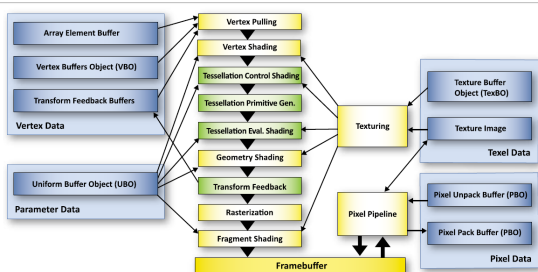 Array Element Buffer
Vertex Buffers Object (VBO)
Transform Feedback Buffers
Vertex Data
Uniform Buffer Object (UBO)
Parameter Data
Vertex Pulling
Vertex Shading
Tessellation Control Shading
Tessellation Primitive Gen.
Tessellation Eval. Shading
Geometry Shading
Transform Feedback
Rasterization
Fragment Shading
Framebuffer
Texturing
Pixel Pipeline
Texture Buffer
Object (TexBO)
Texture Image
Texel Data
Pixel Unpack Buffer (PBO)
Pixel Pack Buffer (PBO)
Pixel Data